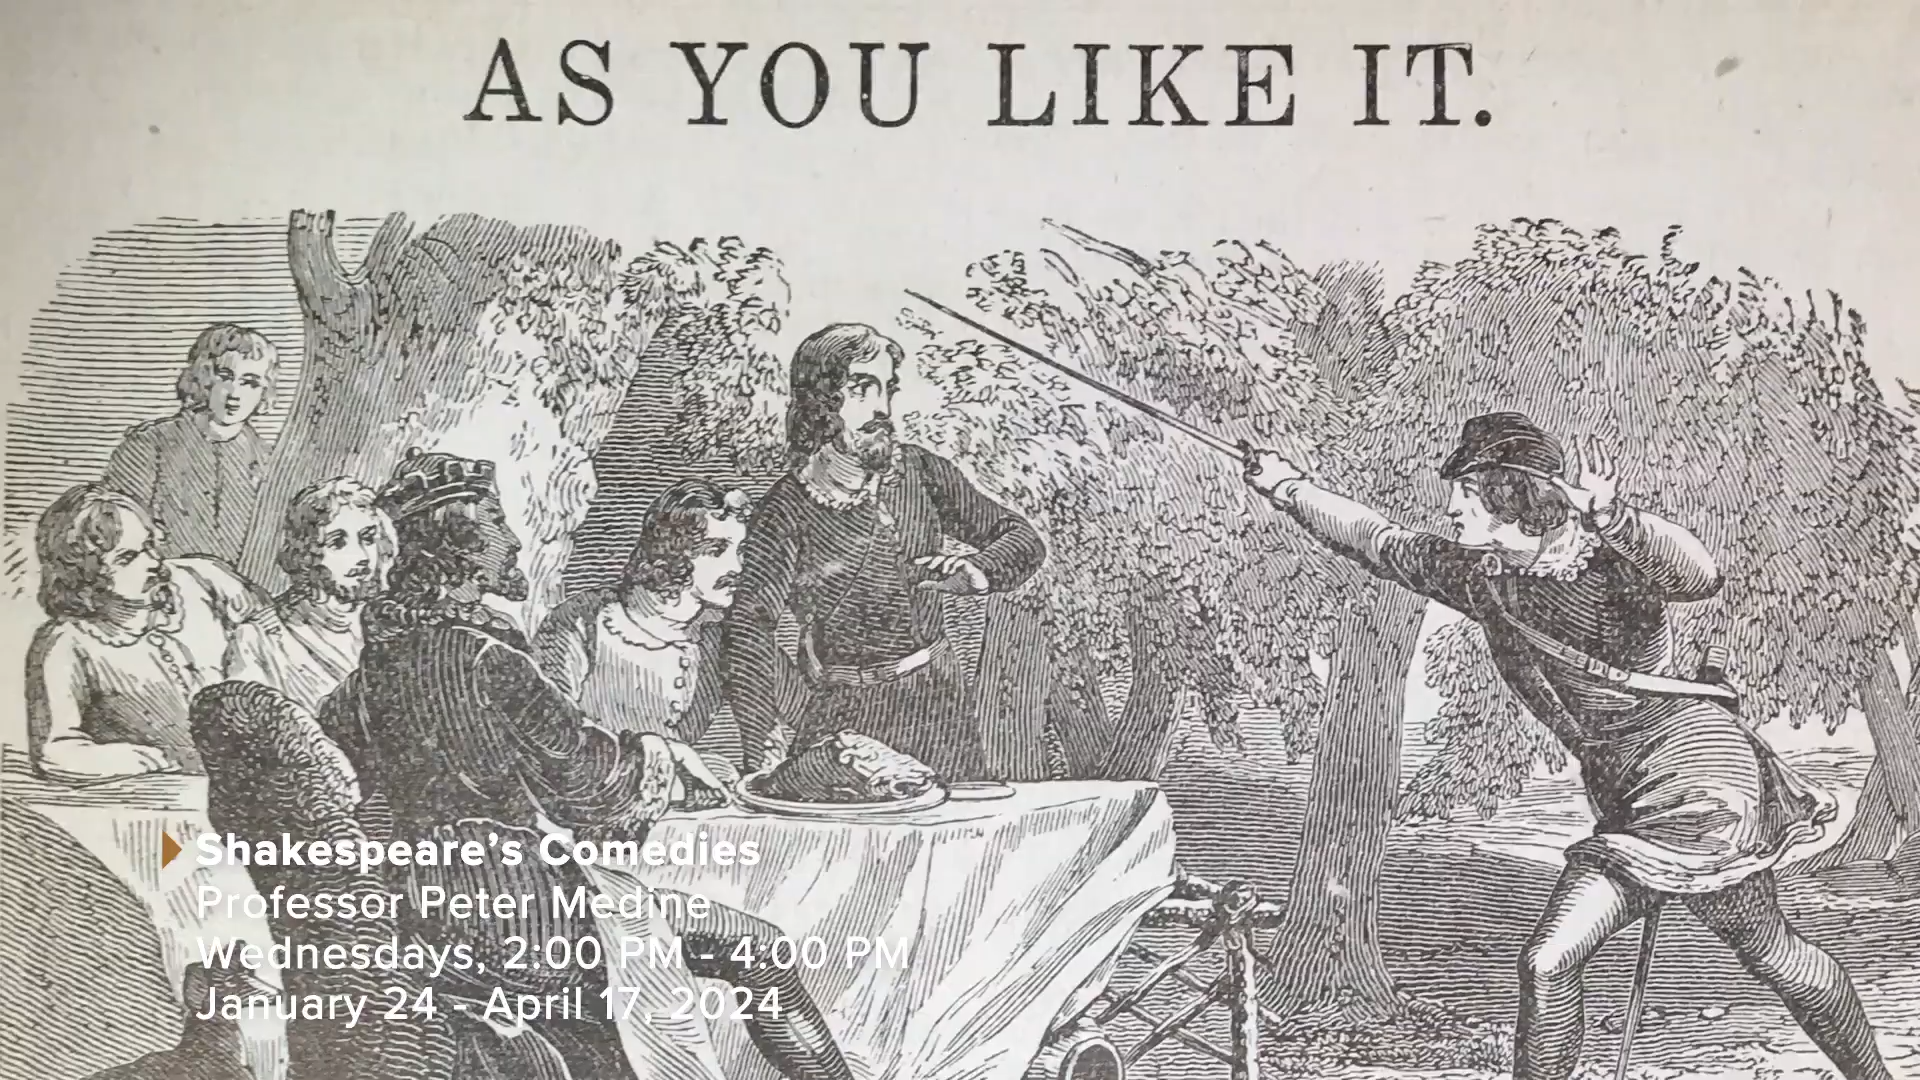 AS YOU LIKE IT.
Shakespeare's Comedies
Professor Peter Medine
Wednesdays, 2:00 PM - 4:00 PM
January 24 - April 17, 2024